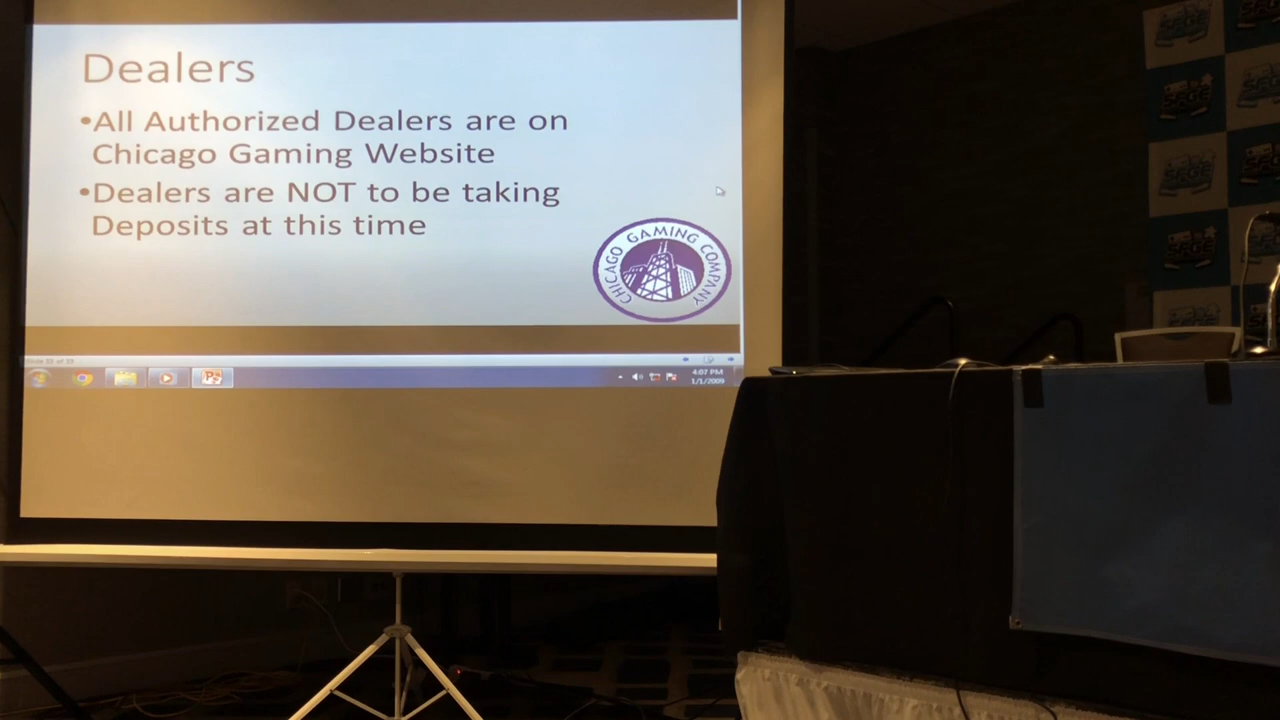 Dealers
•All Authorized Dealers are on
Chicago Gaming Website
•Dealers are NOT to be taking
Deposits at this time
CHICAGO GAMING COMPANY
4:07 PM
1/1/2009